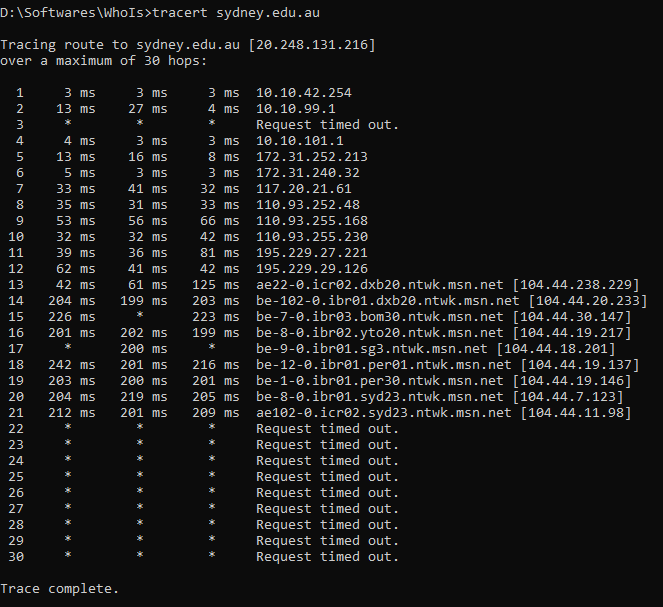 D:\Softwares\WhoIs>tracert sydney.edu.au
Tracing route to sydney.edu.au [20.248.131.216]
over a maximum of 30 hops:
1 3 ms 3 ms 3 ms 10.10.42.254
2 13 ms 27 ms 4 ms 10.10.99.1
3 * * * Request timed out.
4 4 ms 3 ms 3 ms 10.10.101.1
5 13 ms 16 ms 8 ms 172.31.252.213
6 5 ms 3 ms 3 ms 172.31.240.32
7 33 ms 41 ms 32 ms 117.20.21.61
8 35 ms 31 ms 33 ms 110.93.252.48
9 53 ms 56 ms 66 ms 110.93.255.168
10 32 ms 32 ms 42 ms 110.93.255.230
11 39 ms 36 ms 81 ms 195.229.27.221
12 62 ms 41 ms 42 ms 195.229.29.126
13 42 ms 61 ms 125 ms ae22-0.icr02.dxb20.ntwk.msn.net [104.44.238.229]
14 204 ms 199 ms 203 ms be-102-0.ibr01.dxb20.ntwk.msn.net [104.44.20.233]
15 226 ms * 223 ms be-7-0.ibr03.bom30.ntwk.msn.net [104.44.30.147]
16 201 ms 202 ms 199 ms be-8-0.ibr02.yto20.ntwk.msn.net [104.44.19.217]
17 * 200 ms * be-9-0.ibr01.sg3.ntwk.msn.net [104.44.18.201]
18 242 ms 201 ms 216 ms be-12-0.ibr01.per01.ntwk.msn.net [104.44.19.137]
19 203 ms 200 ms 201 ms be-1-0.ibr01.per30.ntwk.msn.net [104.44.19.146]
20 204 ms 219 ms 205 ms be-8-0.ibr01.syd23.ntwk.msn.net [104.44.7.123]
21 212 ms 201 ms 209 ms ae102-0.icr02.syd23.ntwk.msn.net [104.44.11.98]
22 * * * Request timed out.
23 * * * Request timed out.
24 * * * Request timed out.
25 * * * Request timed out.
26 * * * Request timed out.
27 * * * Request timed out.
28 * * * Request timed out.
29 * * * Request timed out.
30 * * * Request timed out.
Trace complete.